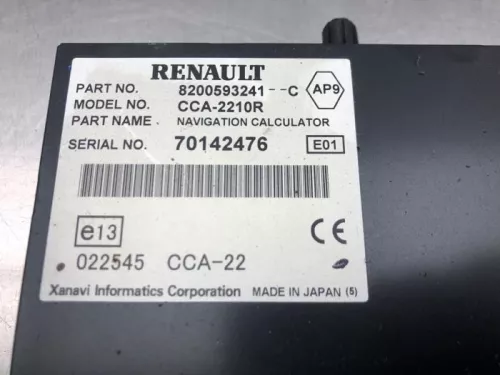 RENAULT
PART NO. 8200593241--C AP9
MODEL NO. CCA-2210R
PART NAME NAVIGATION CALCULATOR
SERIAL NO. 70142476 E01
e13 CE
022545 CCA-22
Xanavi Informatics Corporation MADE IN JAPAN (5)